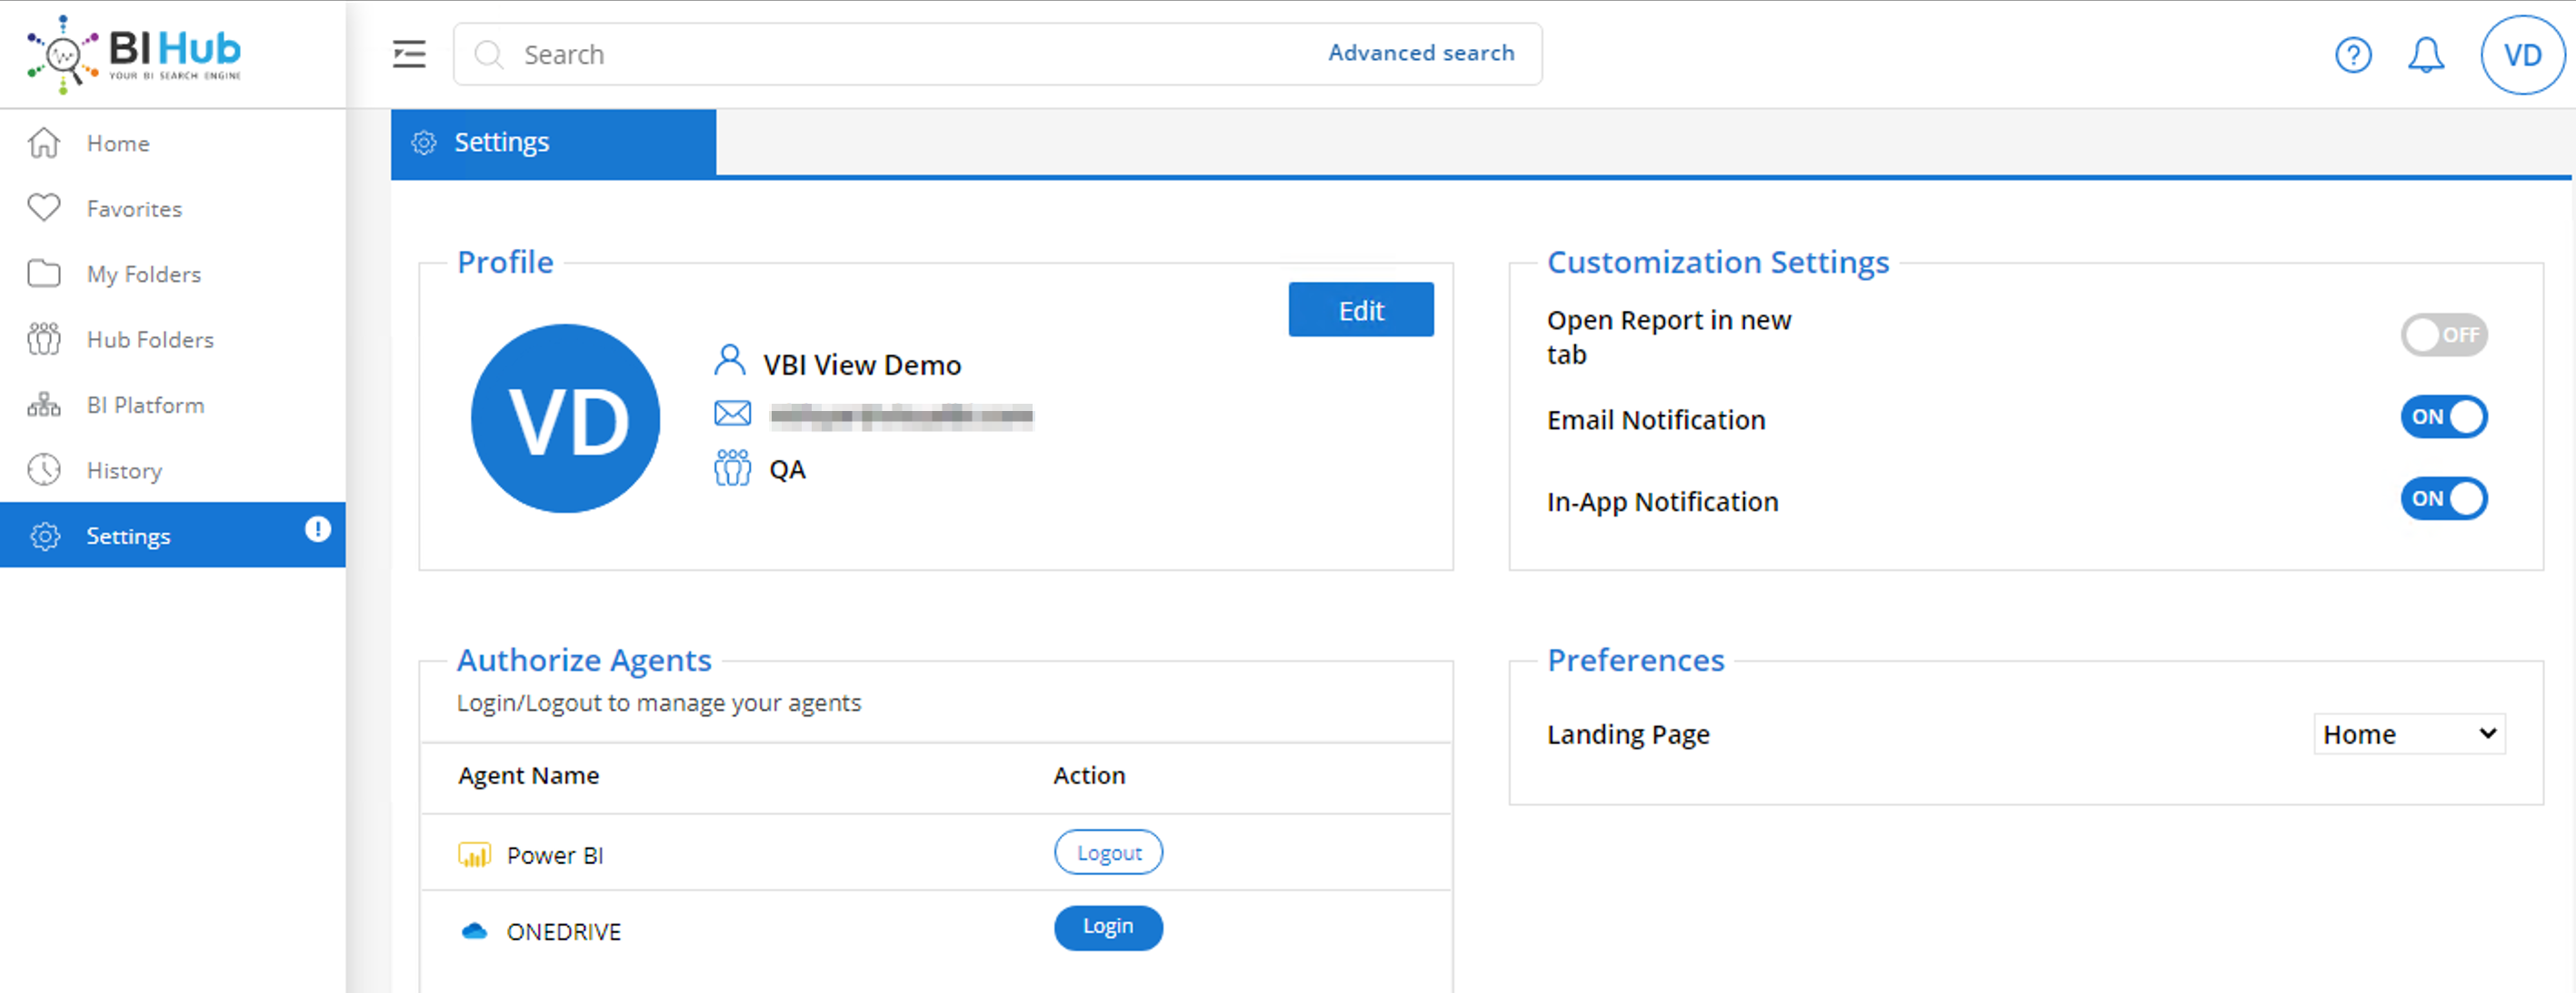 BI Hub
YOUR BI SEARCH ENGINE
Search
Advanced search
VD
Home
Favorites
My Folders
Hub Folders
BI Platform
History
Settings
Settings
Profile
Edit
VD
VBI View Demo
QA
Customization Settings
Open Report in new
tab
OFF
Email Notification
ON
In-App Notification
ON
Authorize Agents
Login/Logout to manage your agents
Agent Name Action
Power BI Logout
ONEDRIVE Login
Preferences
Landing Page Home